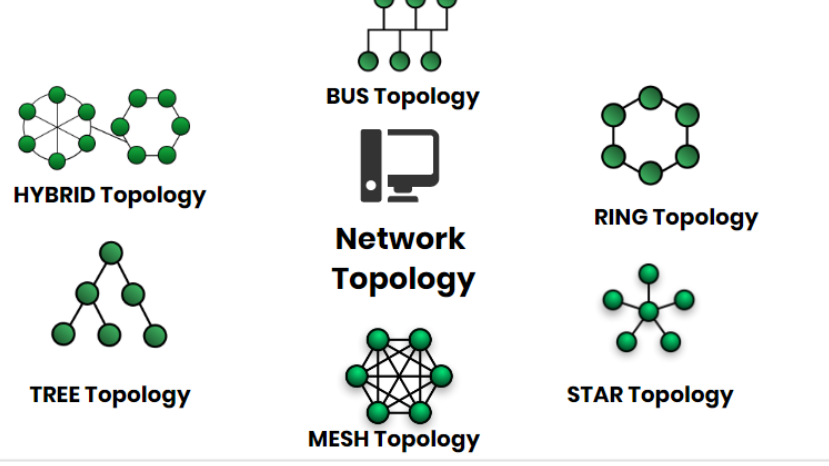 BUS Topology
HYBRID Topology
RING Topology
Network
Topology
TREE Topology
STAR Topology
MESH Topology